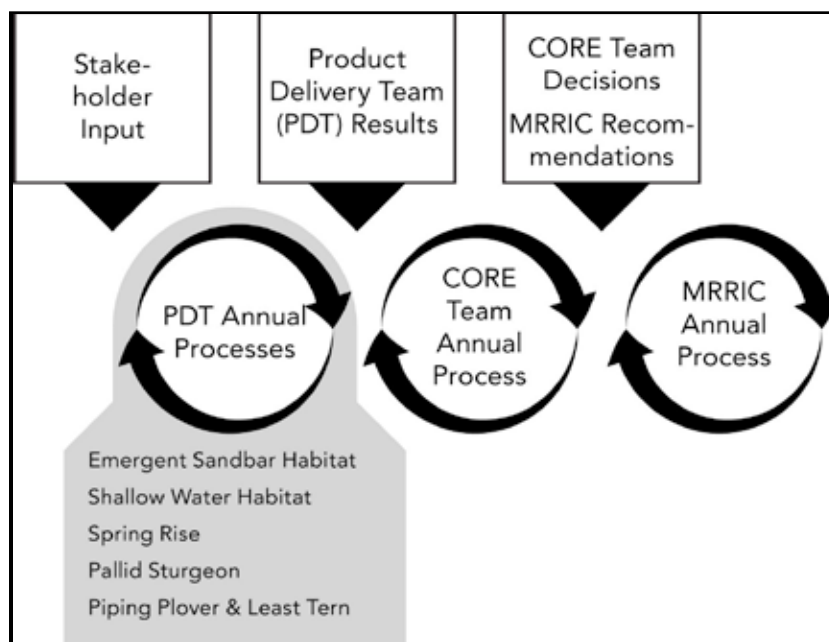 Stake-
holder
Input
Product
Delivery Team
(PDT) Results
CORE Team
Decisions
MRRIC Recom-
mendations
PDT Annual
Processes
CORE
Team
Annual
Process
MRRIC
Annual
Process
Emergent Sandbar Habitat
Shallow Water Habitat
Spring Rise
Pallid Sturgeon
Piping Plover & Least Tern